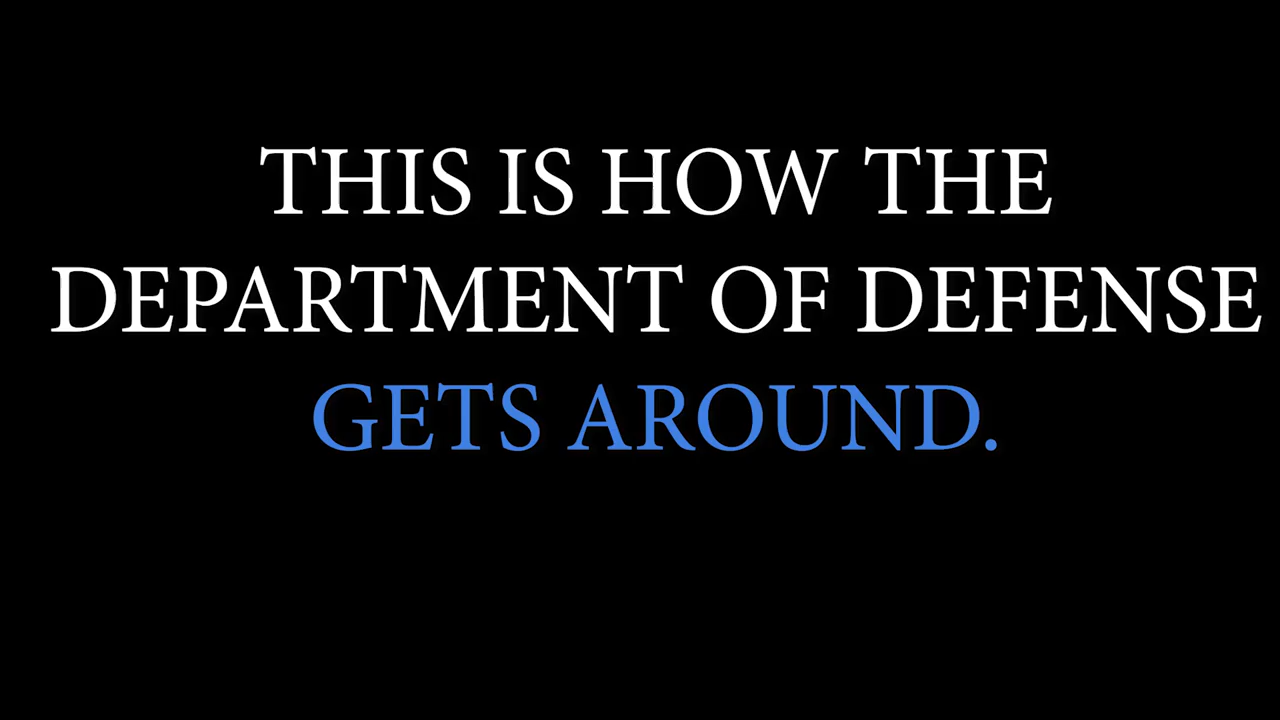 THIS IS HOW THE
DEPARTMENT OF DEFENSE
GETS AROUND.